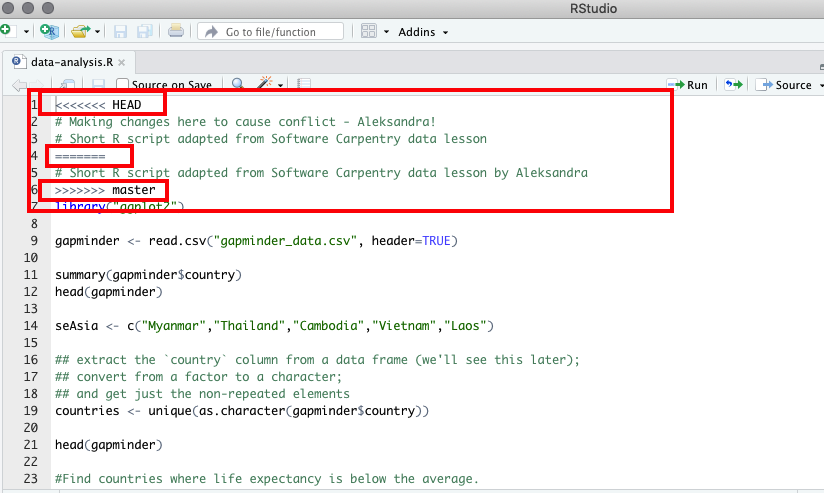 RStudio
Go to file/function
Addins
data-analysis.R
Source on Save
Run
Source
1 <<<<<<< HEAD
2 # Making changes here to cause conflict - Aleksandra!
3 # Short R script adapted from Software Carpentry data lesson
4 =======
5 # Short R script adapted from Software Carpentry data lesson by Aleksandra
6 >>>>>>> master
7 library("ggplot2")
8
9 gapminder <- read.csv("gapminder_data.csv", header=TRUE)
10
11 summary(gapminder$country)
12 head(gapminder)
13
14 seAsia <- c("Myanmar","Thailand","Cambodia","Vietnam","Laos")
15
16 ## extract the `country` column from a data frame (we'll see this later);
17 ## convert from a factor to a character;
18 ## and get just the non-repeated elements
19 countries <- unique(as.character(gapminder$country))
20
21 head(gapminder)
22
23 #Find countries where life expectancy is below the average.